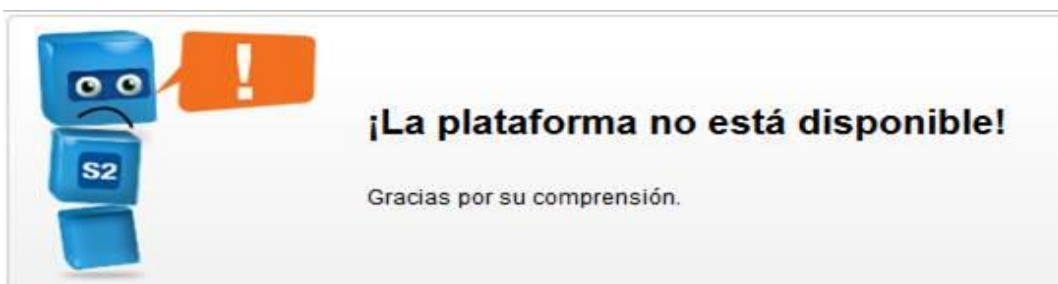 !
¡La plataforma no está disponible!
S2
Gracias por su comprensión.